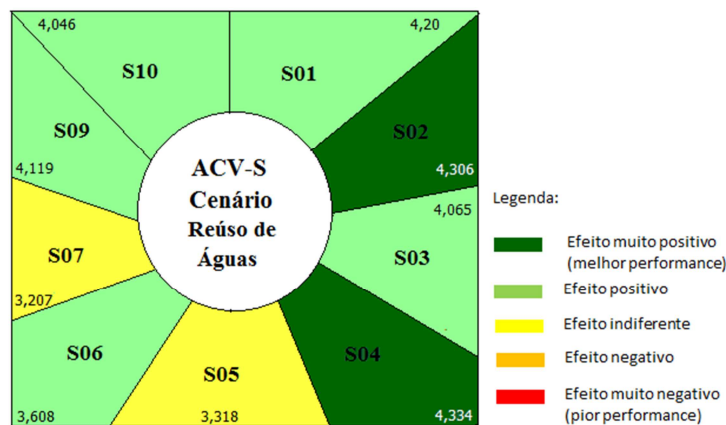 4,046
4,20
S10
S01
S09
S02
4,119
4,306
ACV-S
Cenário
Reúso de
Águas
4,065
S07
S03
3,207
S06
S05
S04
3,608
3,318
4,334
Legenda:
Efeito muito positivo
(melhor performance)
Efeito positivo
Efeito indiferente
Efeito negativo
Efeito muito negativo
(pior performance)